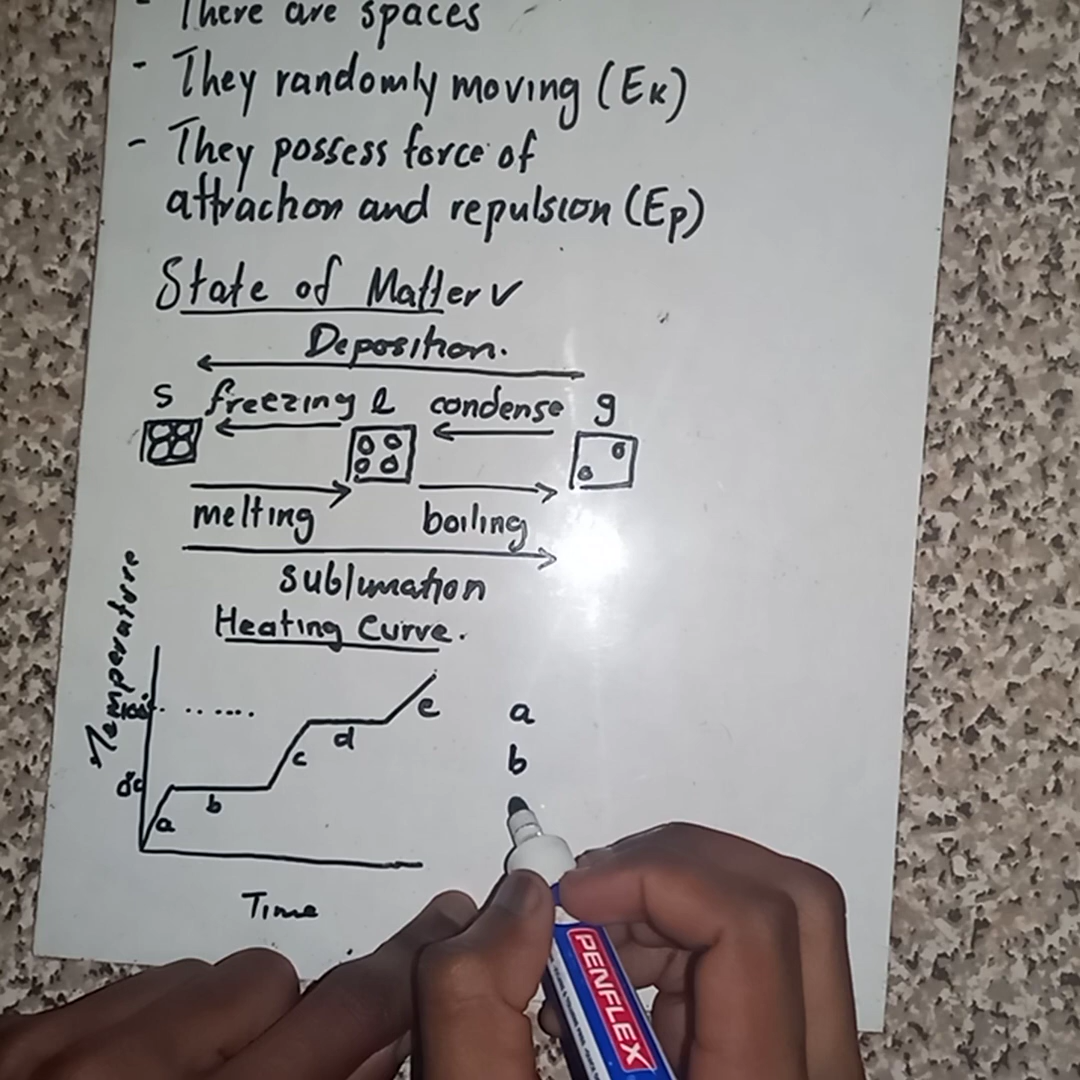 - There are spaces
- They randomly moving (Ek)
- They possess force of
attraction and repulsion (Ep)
State of Matter
Deposition.
s freezing l condense g
melting boiling
sublimation
Heating Curve.
Temperature
e
d
c
b
a
Time
a
b
PENFLEX